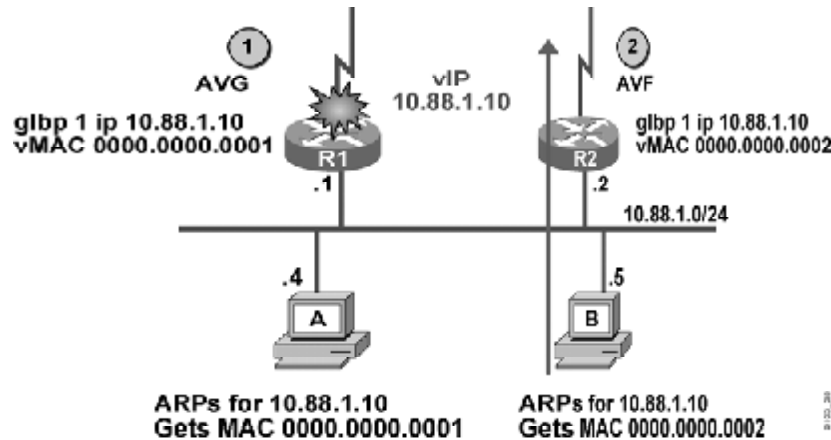 1
AVG
glbp 1 ip 10.88.1.10
vMAC 0000.0000.0001
R1
.1
vIP
10.88.1.10
2
AVF
glbp 1 ip 10.88.1.10
vMAC 0000.0000.0002
R2
.2
10.88.1.0/24
.4
A
.5
B
ARPs for 10.88.1.10
Gets MAC 0000.0000.0001
ARPs for 10.88.1.10
Gets MAC 0000.0000.0002